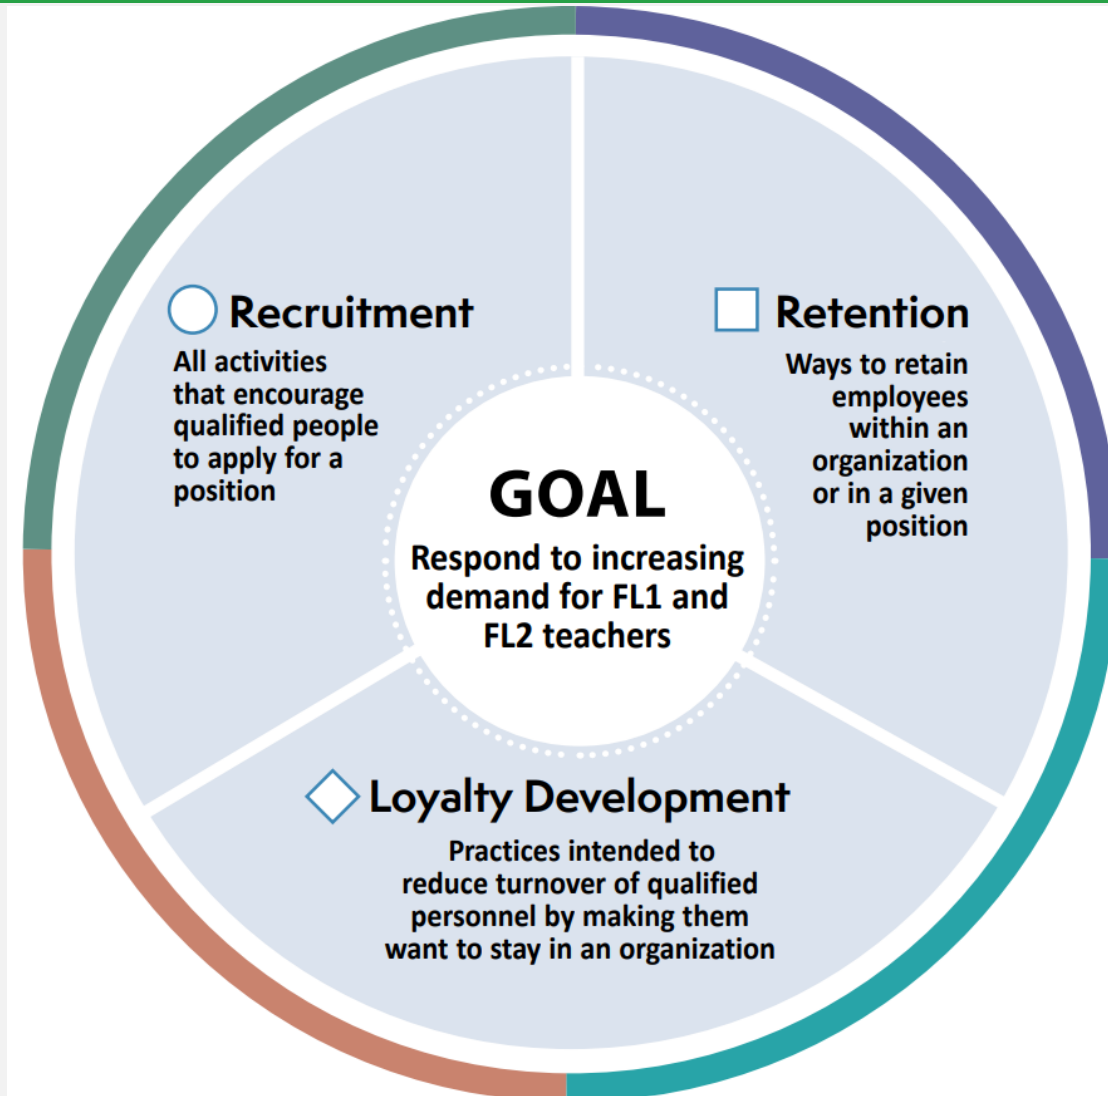 Recruitment
All activities
that encourage
qualified people
to apply for a
position
Retention
Ways to retain
employees
within an
organization
or in a given
position
GOAL
Respond to increasing
demand for FL1 and
FL2 teachers
Loyalty Development
Practices intended to
reduce turnover of qualified
personnel by making them
want to stay in an organization